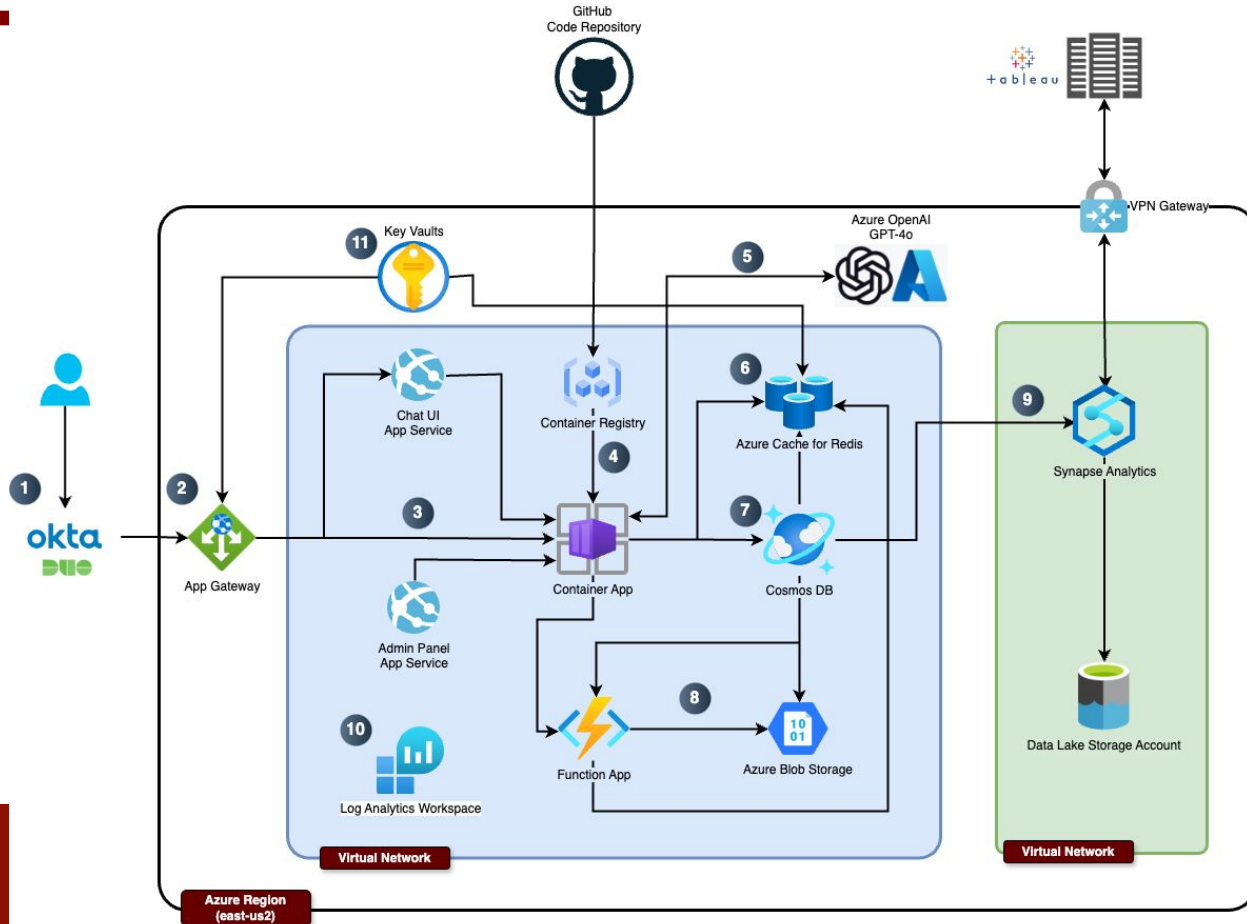 GitHub
Code Repository
+ableau
VPN Gateway
Azure OpenAI
GPT-4o
11
Key Vaults
5
Chat UI
App Service
Container Registry
6
Azure Cache for Redis
9
Synapse Analytics
4
1
okta
DUO
2
App Gateway
3
Container App
7
Cosmos DB
Admin Panel
App Service
8
10
01
Function App
Azure Blob Storage
Data Lake Storage Account
10
Log Analytics Workspace
Virtual Network
Virtual Network
Azure Region
(east-us2)